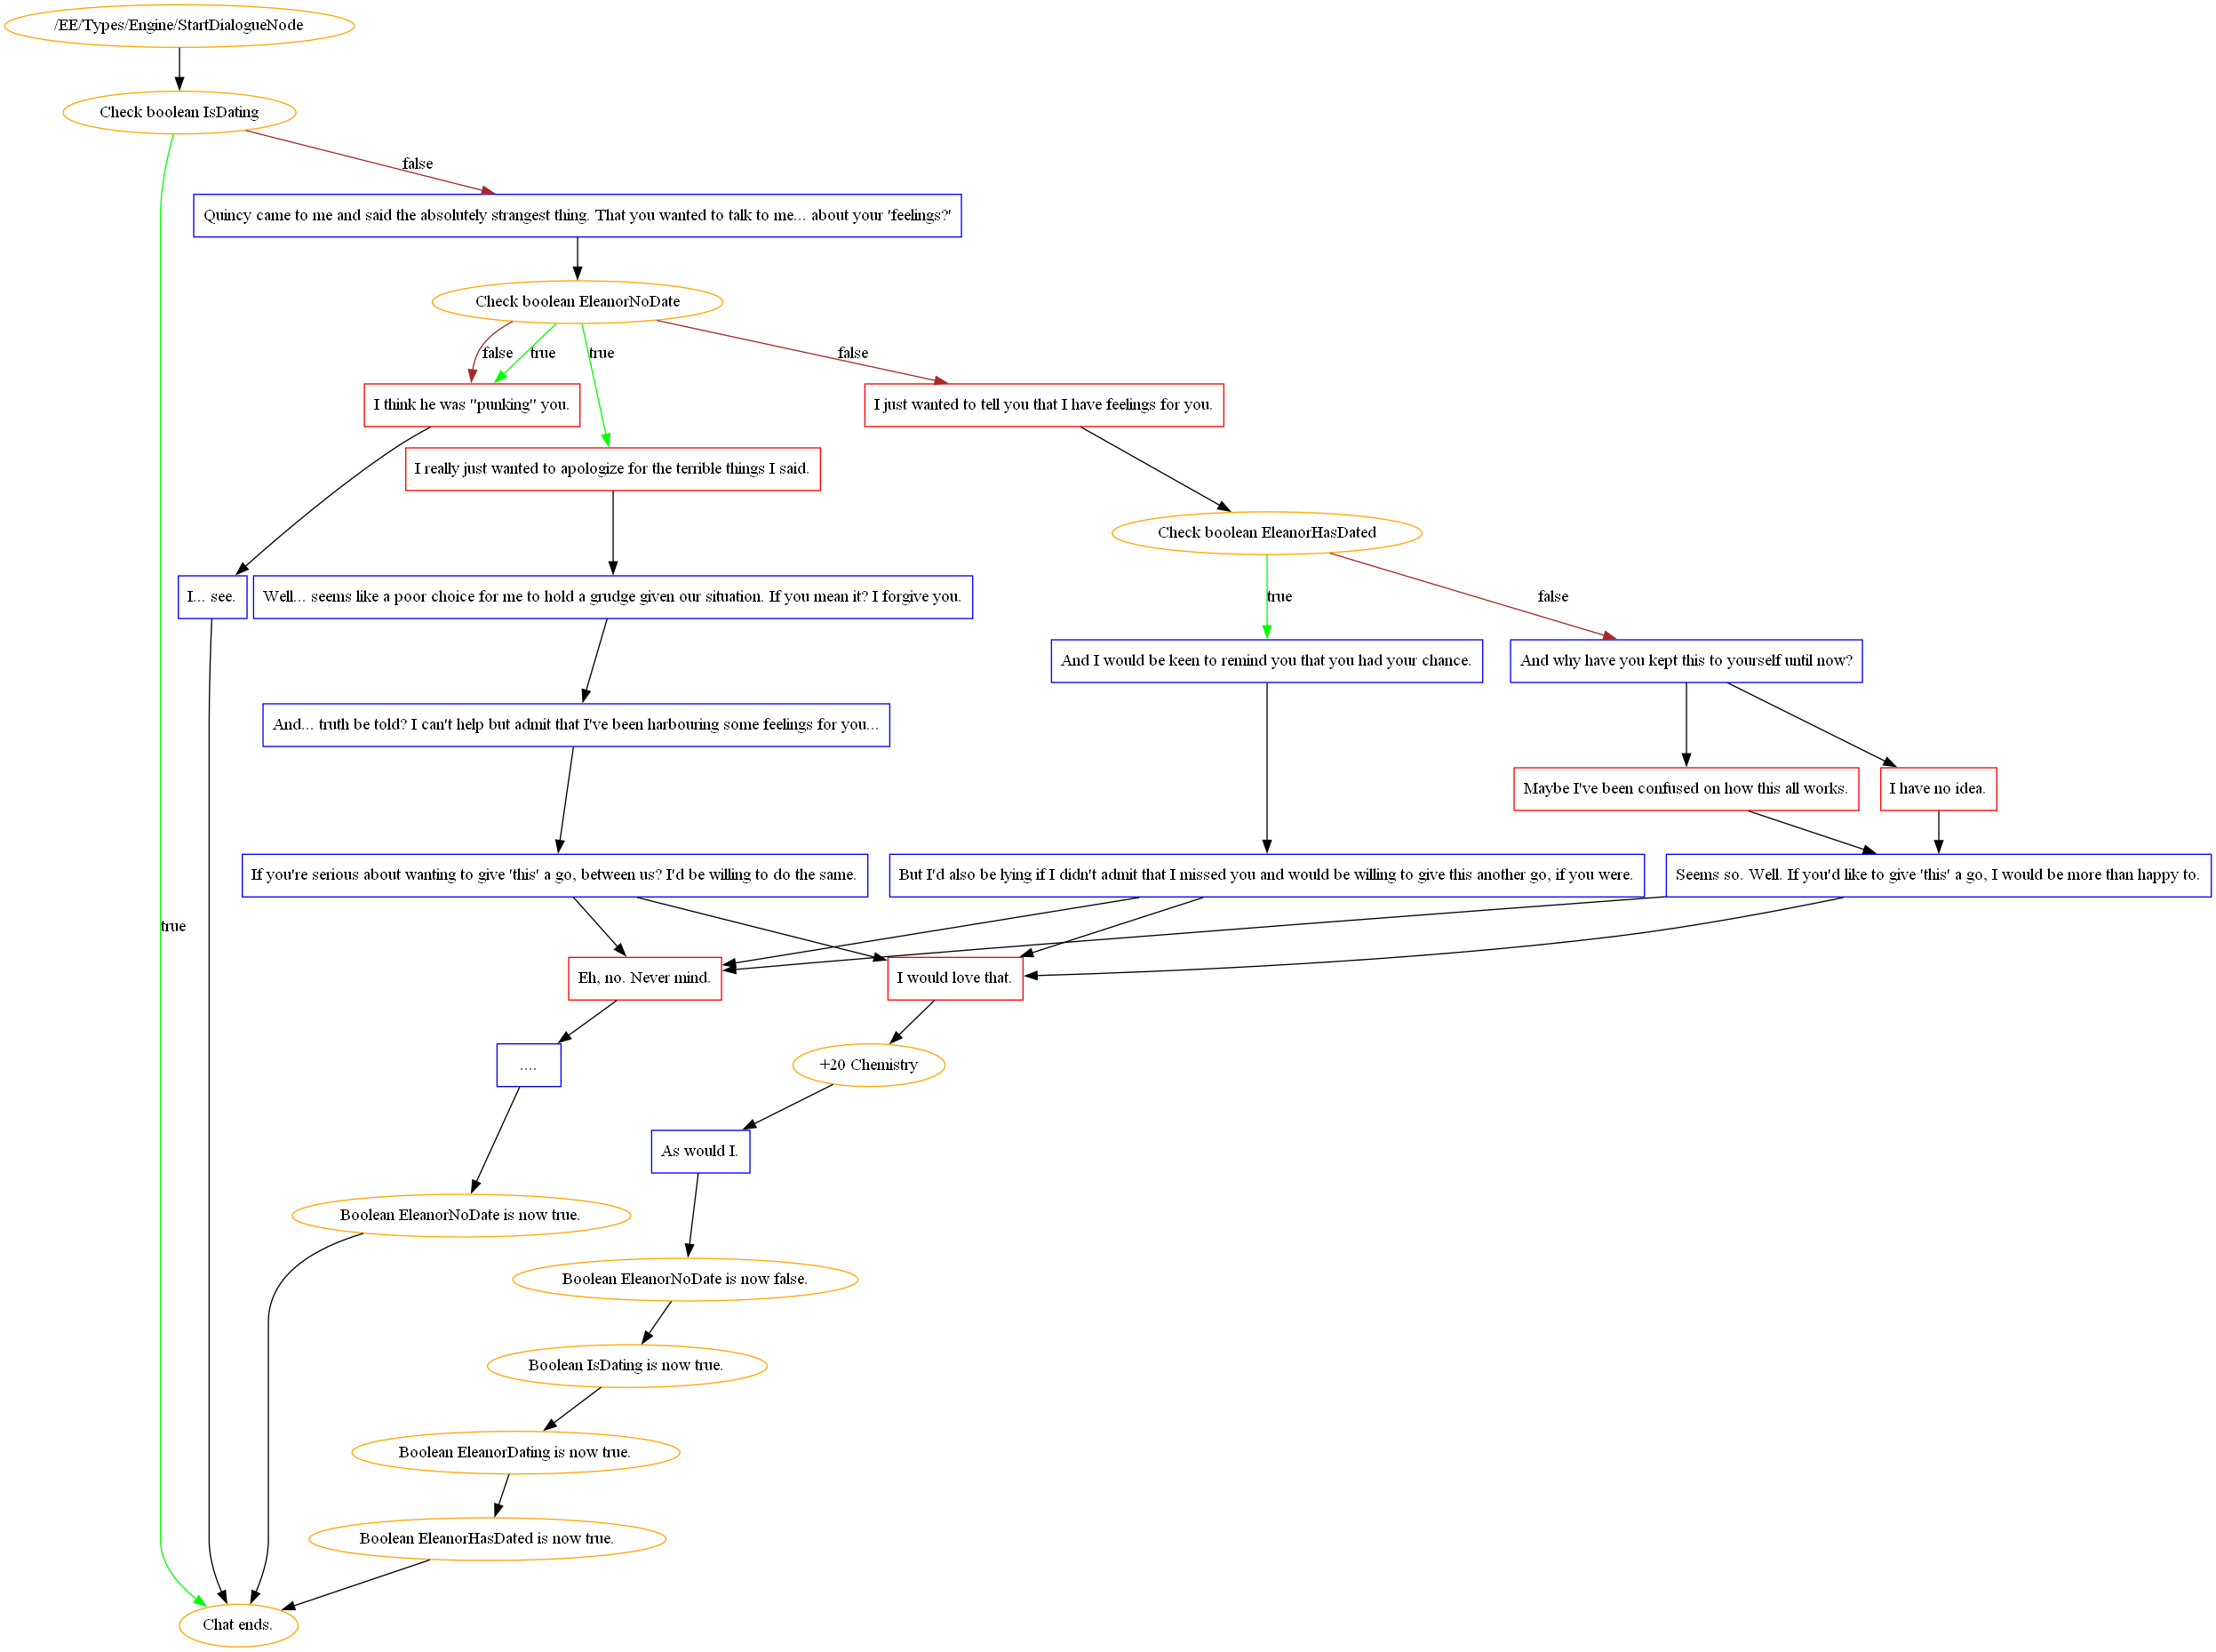 /EE/Types/Engine/StartDialogueNode
Check boolean IsDating
false
Quincy came to me and said the absolutely strangest thing. That you wanted to talk to me... about your 'feelings?'
Check boolean EleanorNoDate
false
true
true
false
I think he was "punking" you.
I just wanted to tell you that I have feelings for you.
I really just wanted to apologize for the terrible things I said.
Check boolean EleanorHasDated
I... see.
Well... seems like a poor choice for me to hold a grudge given our situation. If you mean it? I forgive you.
true
false
And I would be keen to remind you that you had your chance.
And why have you kept this to yourself until now?
And... truth be told? I can't help but admit that I've been harbouring some feelings for you...
Maybe I've been confused on how this all works.
I have no idea.
If you're serious about wanting to give 'this' a go, between us? I'd be willing to do the same.
But I'd also be lying if I didn't admit that I missed you and would be willing to give this another go, if you were.
Seems so. Well. If you'd like to give 'this' a go, I would be more than happy to.
true
Eh, no. Never mind.
I would love that.
....
+20 Chemistry
As would I.
Boolean EleanorNoDate is now true.
Boolean EleanorNoDate is now false.
Boolean IsDating is now true.
Boolean EleanorDating is now true.
Boolean EleanorHasDated is now true.
Chat ends.